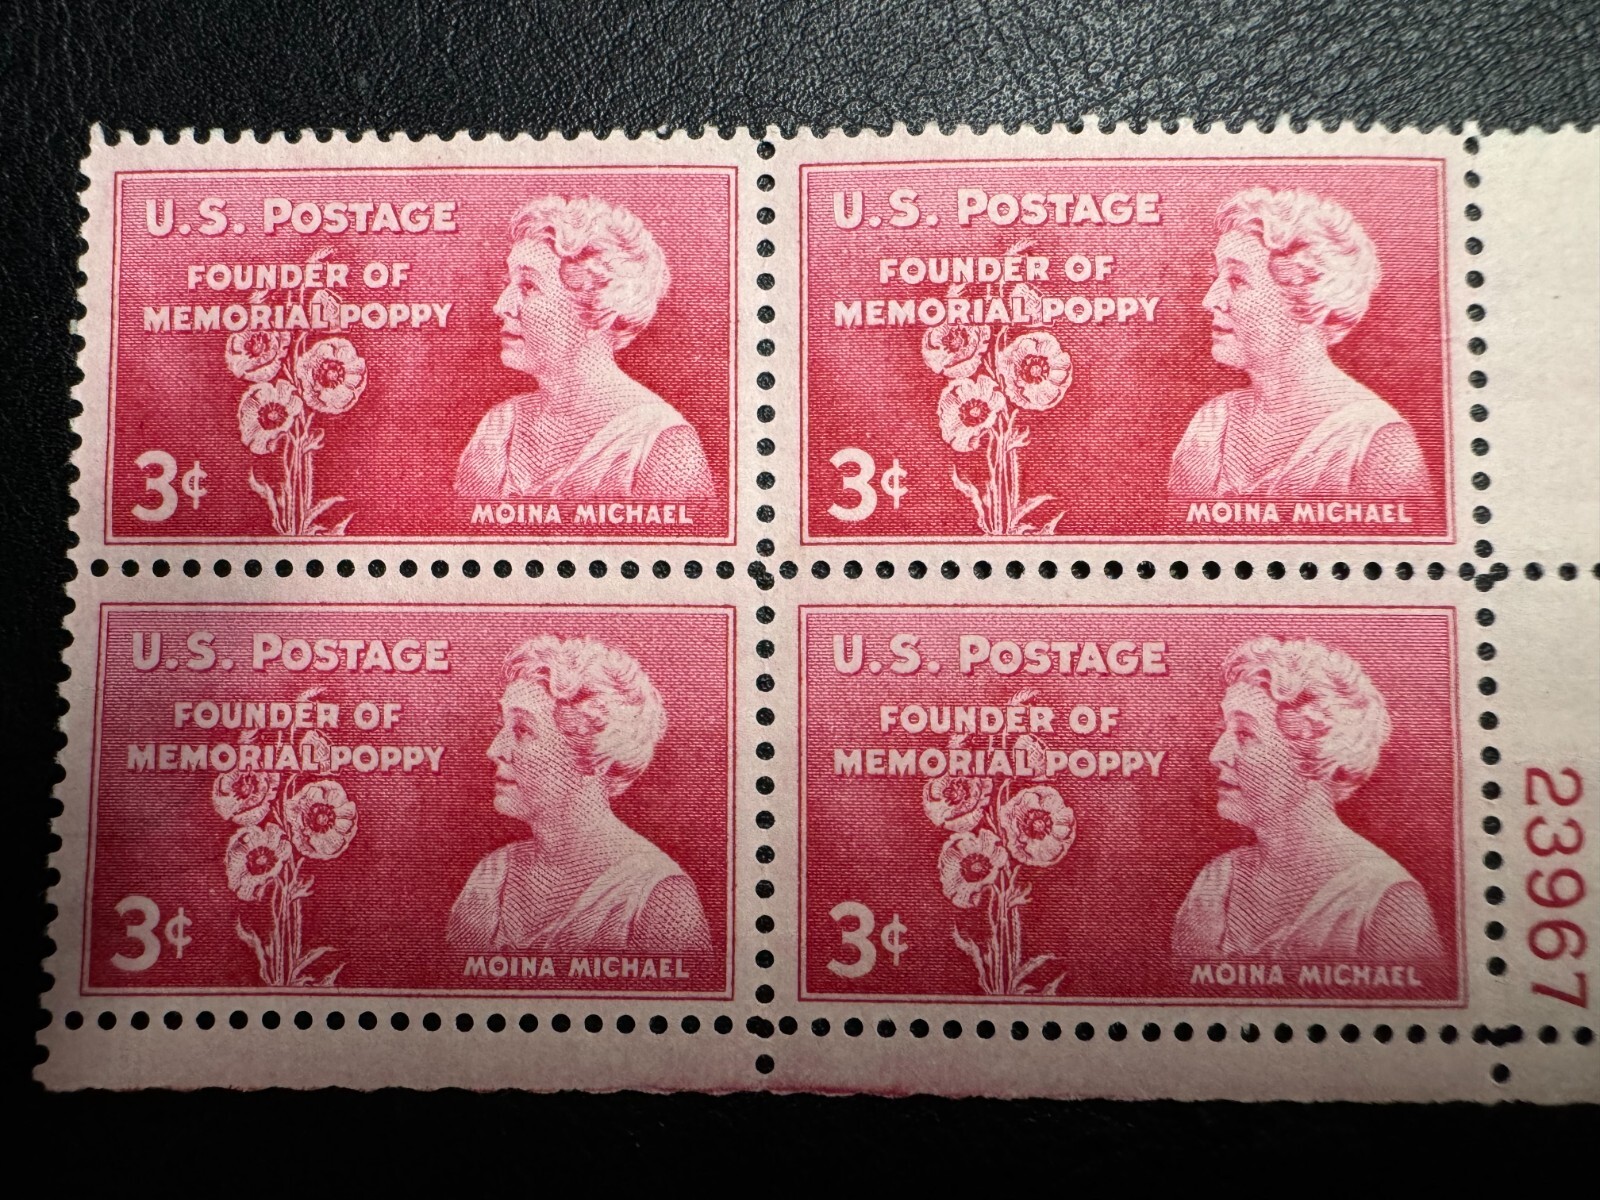 U.S. POSTAGE
FOUNDER OF
MEMORIAL POPPY
3¢
MOINA MICHAEL
U.S. POSTAGE
FOUNDER OF
MEMORIAL POPPY
3¢
MOINA MICHAEL
U.S. POSTAGE
FOUNDER OF
MEMORIAL POPPY
3¢
MOINA MICHAEL
U.S. POSTAGE
FOUNDER OF
MEMORIAL POPPY
3¢
MOINA MICHAEL
23967